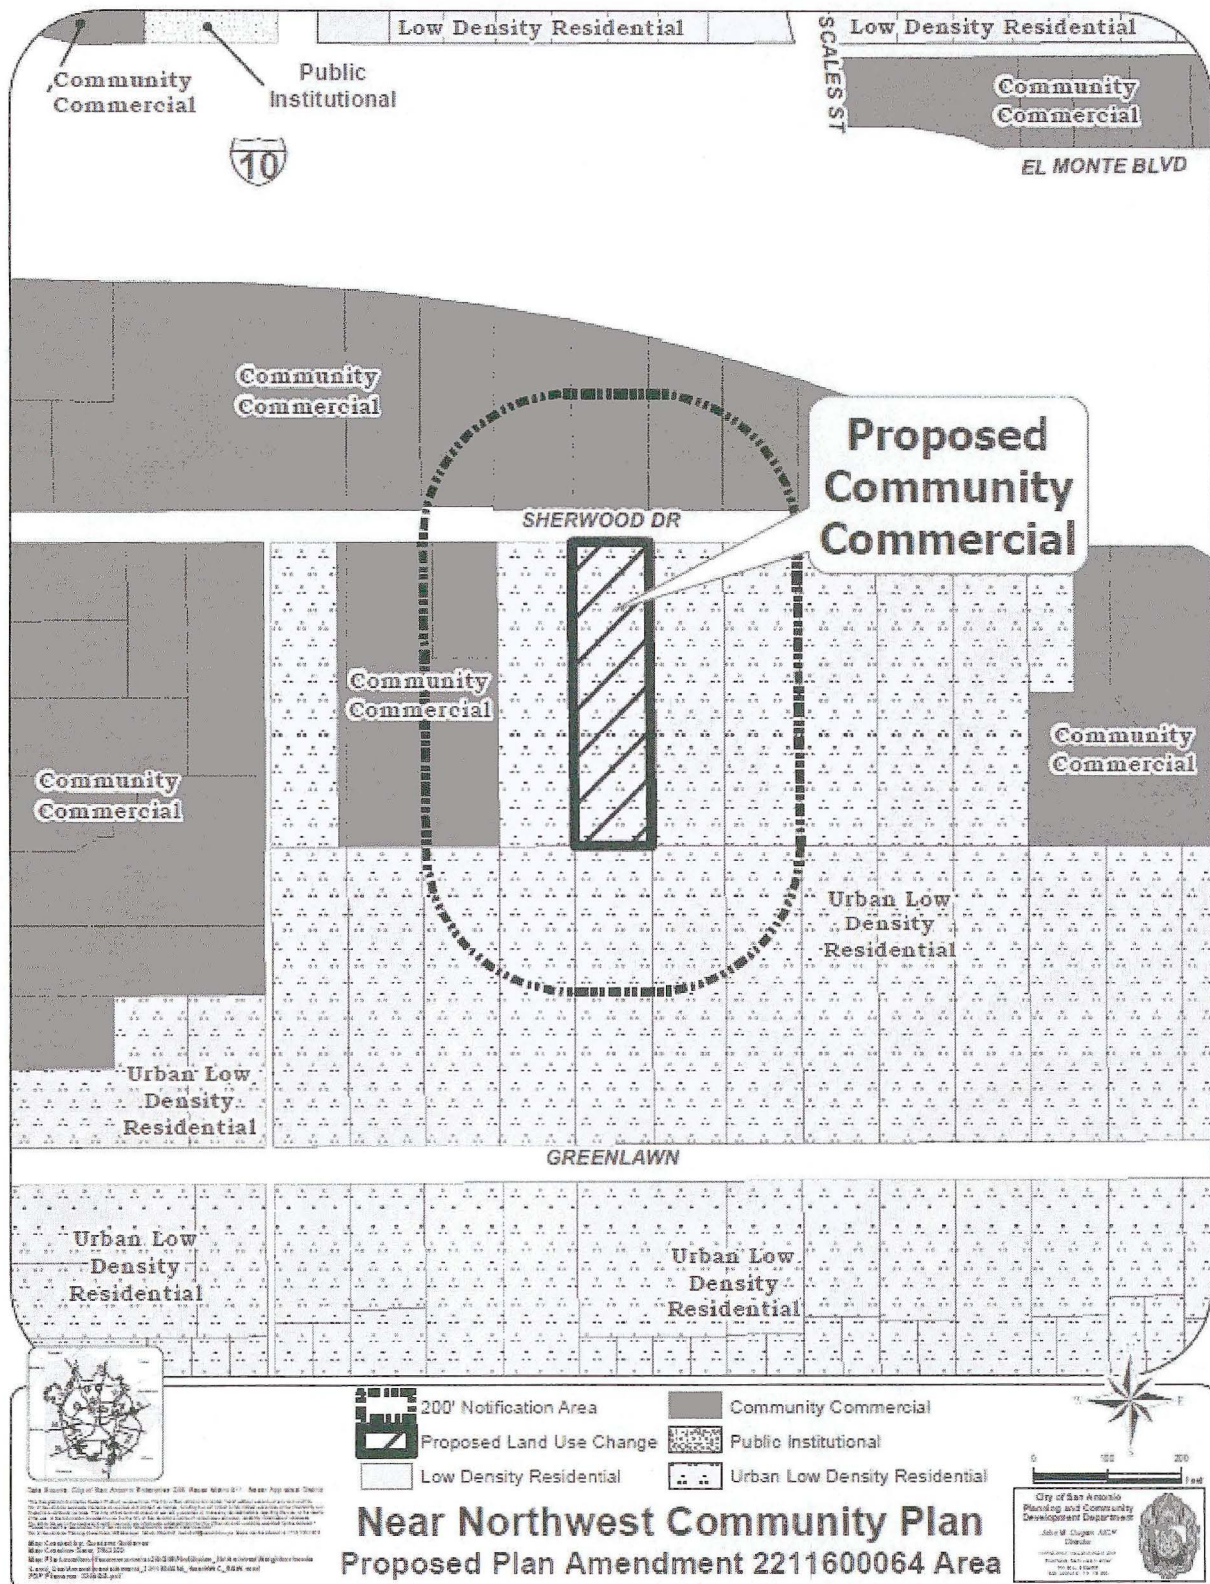 Low Density Residential
SCALES ST
Low Density Residential
Community
Commercial
Public
Institutional
Community
Commercial
10
EL MONTE BLVD
Community
Commercial
Proposed
Community
Commercial
SHERWOOD DR
Community
Commercial
Community
Commercial
Community
Commercial
Urban Low
Density
Residential
Urban Low
Density
Residential
GREENLAWN
Urban Low
Density
Residential
Urban Low
Density
Residential
200' Notification Area
Community Commercial
Proposed Land Use Change
Public Institutional
Low Density Residential
Urban Low Density Residential
E
S
0 100 200
Feet
Near Northwest Community Plan
Proposed Plan Amendment 2211600064 Area
City of San Antonio
Planning and Community
Development Department